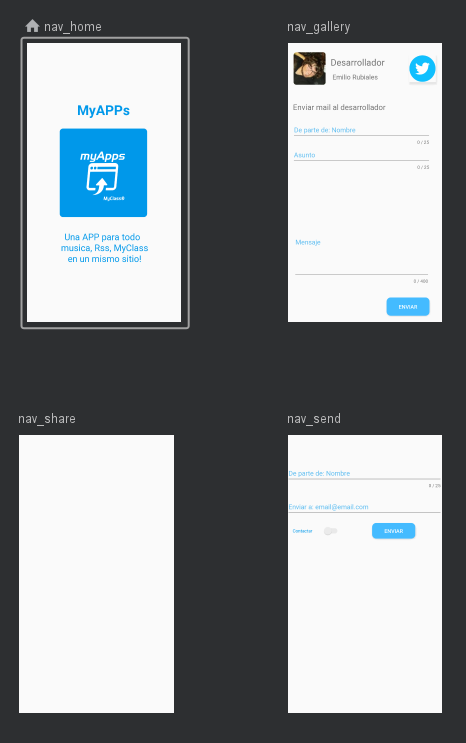 nav_home
MyAPPs
myApps
MyClassR
Una APP para todo
musica, Rss, MyClass
en un mismo sitio!
nav_gallery
Desarrollador
Emilio Rubiales
Enviar mail al desarrollador
De parte de: Nombre
0 / 25
Asunto
0 / 25
Mensaje
0 / 400
ENVIAR
nav_share
nav_send
De parte de: Nombre
0 / 25
Enviar a: email@email.com
Contactar
ENVIAR